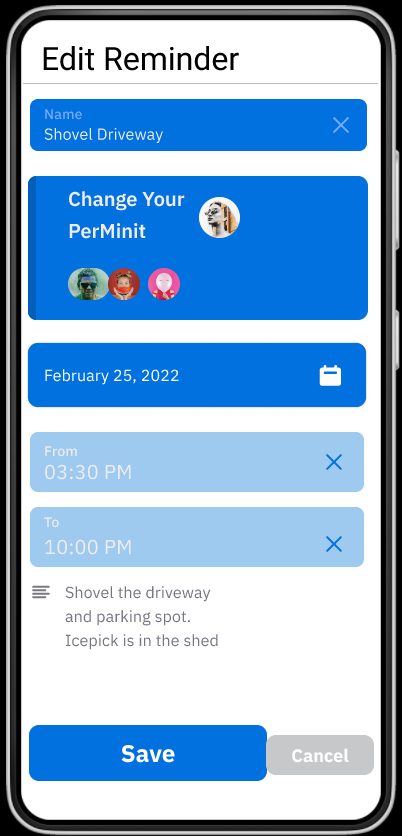 Edit Reminder
Name
Shovel Driveway
Change Your
PerMinit
February 25, 2022
From
03:30 PM
To
10:00 PM
Shovel the driveway
and parking spot.
Icepick is in the shed
Save
Cancel